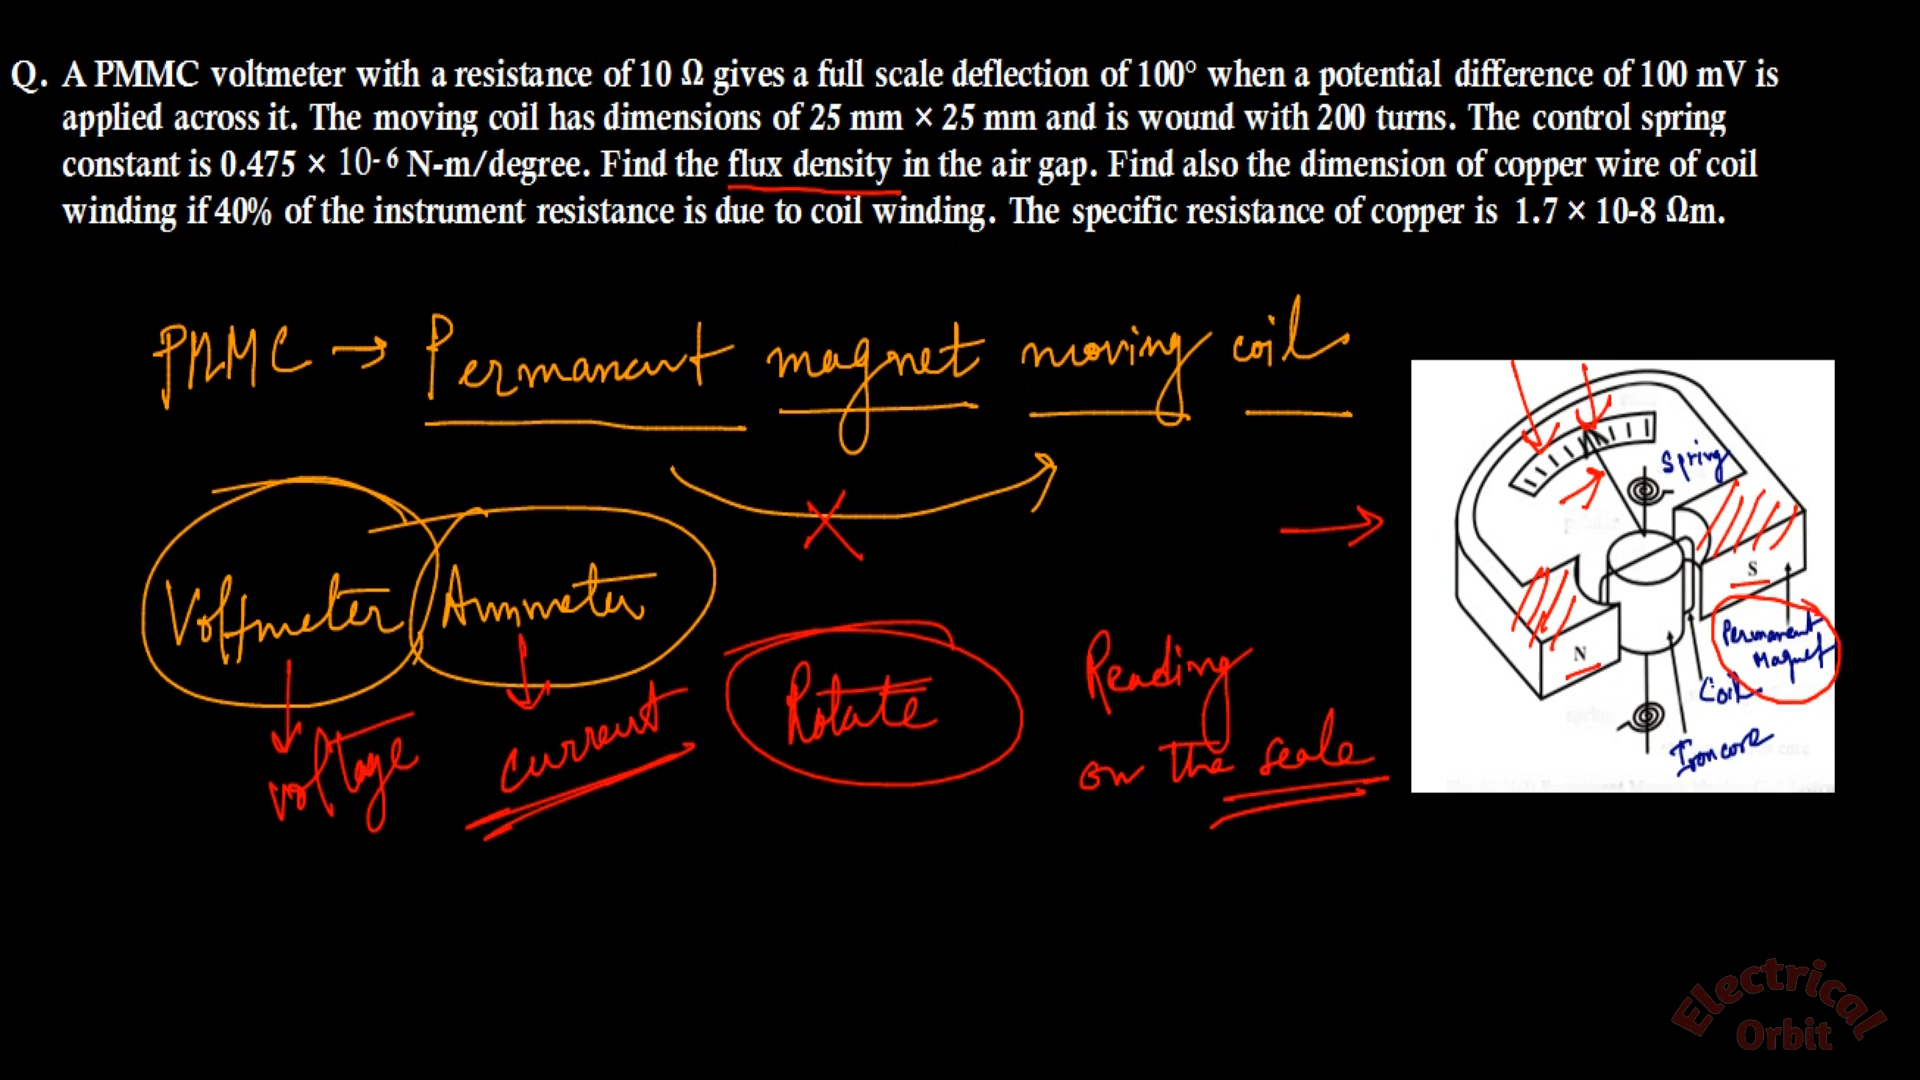 Q. A PMMC voltmeter with a resistance of 10 Ω gives a full scale deflection of 100° when a potential difference of 100 mV is
applied across it. The moving coil has dimensions of 25 mm × 25 mm and is wound with 200 turns. The control spring
constant is 0.475 × 10-6 N-m/degree. Find the flux density in the air gap. Find also the dimension of copper wire of coil
winding if 40% of the instrument resistance is due to coil winding. The specific resistance of copper is 1.7 × 10-8 Ωm.
PMMC → Permanant magnet moving coil
Spring
S
N
Permanent
Magnet
Coil
Iron core
Voltmeter Ammeter
voltage
current
Rotate
Reading
on the scale
Electrical
Orbit